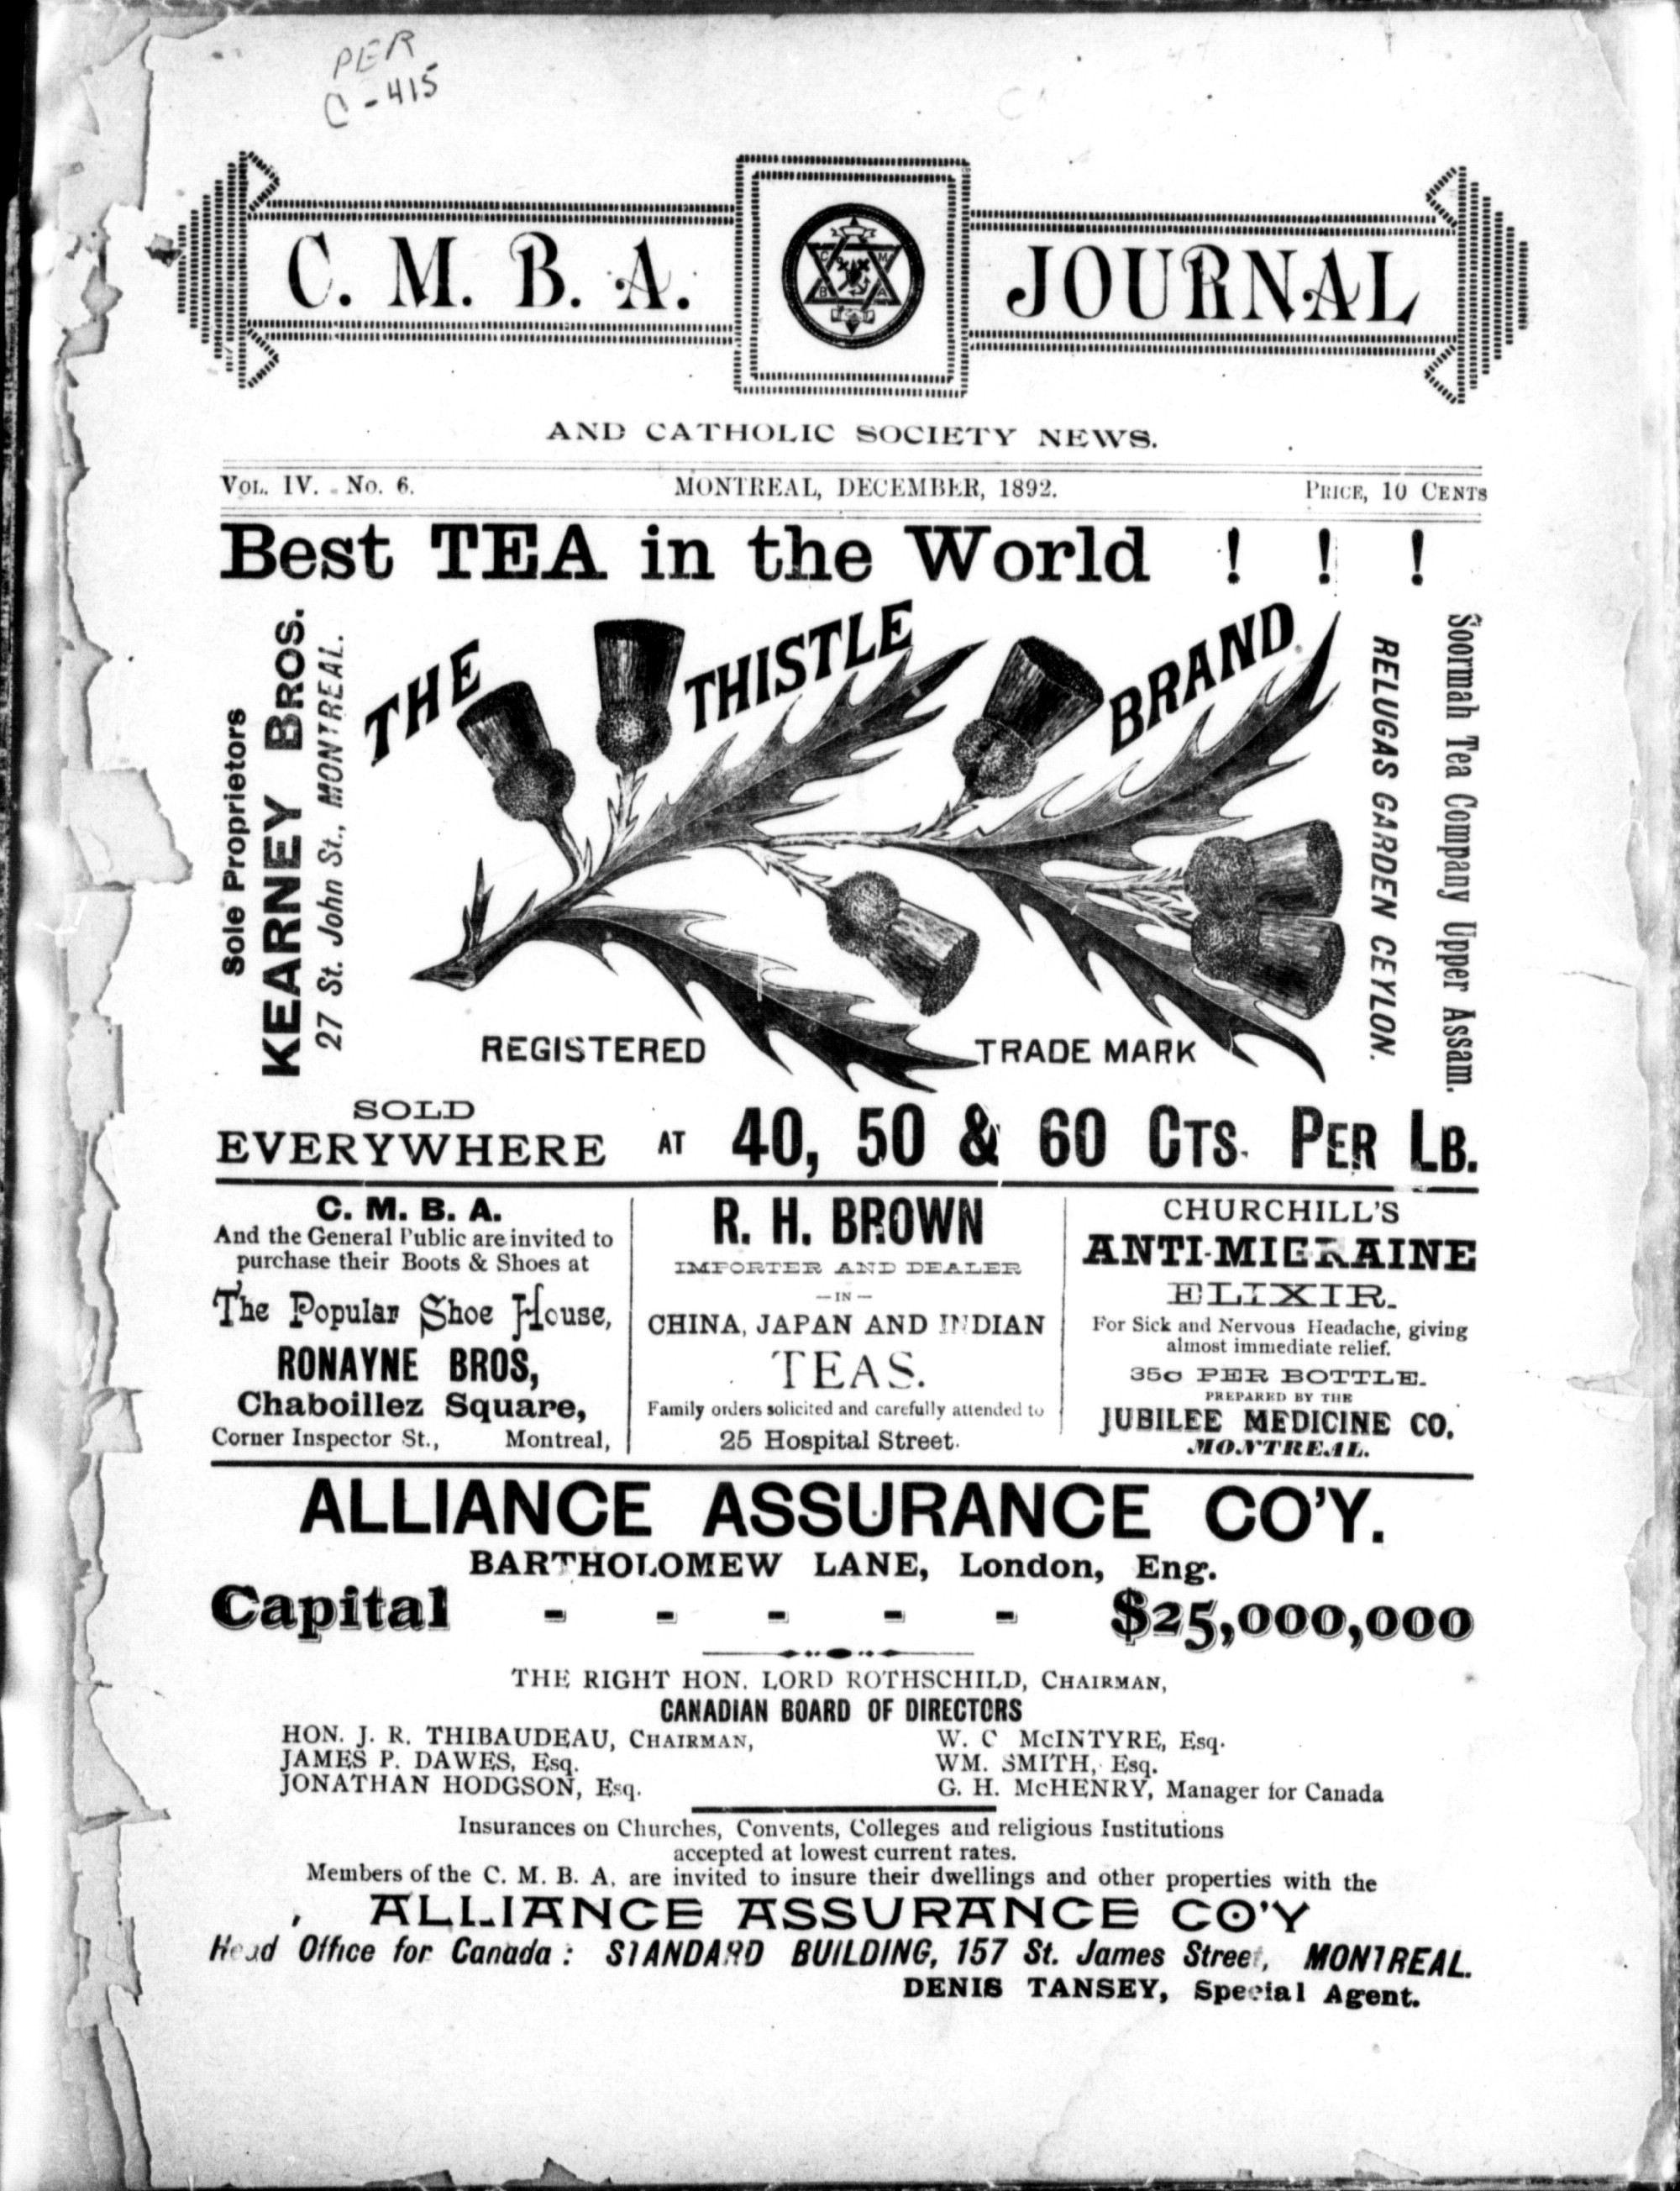 PER
C-415
C. M. B. A. JOURNAL
C M
B A
AND CATHOLIC SOCIETY NEWS.
VOL. IV. No. 6. MONTREAL, DECEMBER, 1892. PRICE, 10 CENTS
Best TEA in the World ! ! !
Sole Proprietors
KEARNEY BROS.
27 St. John St., MONTREAL.
THE THISTLE BRAND
REGISTERED TRADE MARK
RELUGAS GARDEN CEYLON.
Soormah Tea Company Upper Assam.
SOLD
EVERYWHERE AT 40, 50 & 60 CTS. PER LB.
C. M. B. A.
And the General Public are invited to
purchase their Boots & Shoes at
The Popular Shoe House,
RONAYNE BROS,
Chaboillez Square,
Corner Inspector St., Montreal,
R. H. BROWN
IMPORTER AND DEALER
—IN—
CHINA, JAPAN AND INDIAN
TEAS.
Family orders solicited and carefully attended to
25 Hospital Street.
CHURCHILL'S
ANTI-MIGRAINE
ELIXIR.
For Sick and Nervous Headache, giving
almost immediate relief.
35c PER BOTTLE.
PREPARED BY THE
JUBILEE MEDICINE CO.
MONTREAL.
ALLIANCE ASSURANCE CO'Y.
BARTHOLOMEW LANE, London, Eng.
Capital - - - - - $25,000,000
THE RIGHT HON. LORD ROTHSCHILD, CHAIRMAN,
CANADIAN BOARD OF DIRECTORS
HON. J. R. THIBAUDEAU, CHAIRMAN, W. C McINTYRE, Esq.
JAMES P. DAWES, Esq. WM. SMITH, Esq.
JONATHAN HODGSON, Esq. G. H. McHENRY, Manager for Canada
Insurances on Churches, Convents, Colleges and religious Institutions
accepted at lowest current rates.
Members of the C. M. B. A. are invited to insure their dwellings and other properties with the
ALLIANCE ASSURANCE CO'Y
Head Office for Canada : STANDARD BUILDING, 157 St. James Street, MONTREAL.
DENIS TANSEY, Special Agent.